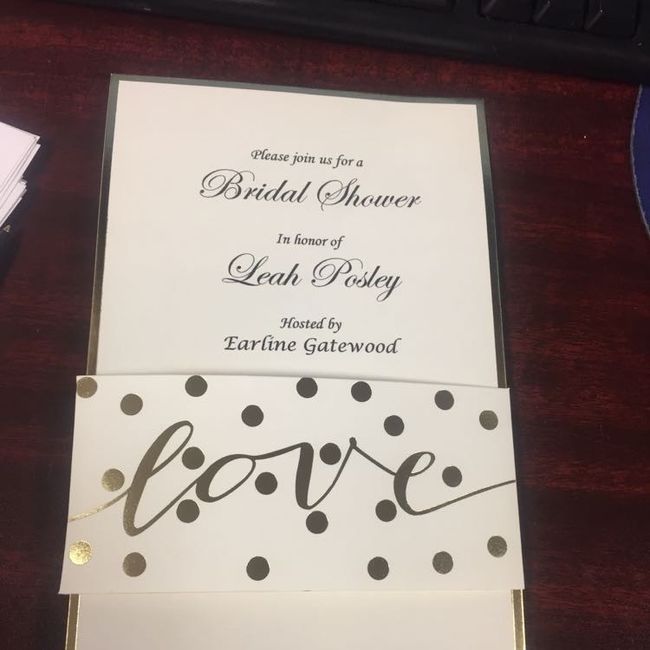 Please join us for a
Bridal Shower
In honor of
Leah Posley
Hosted by
Earline Gatewood
love